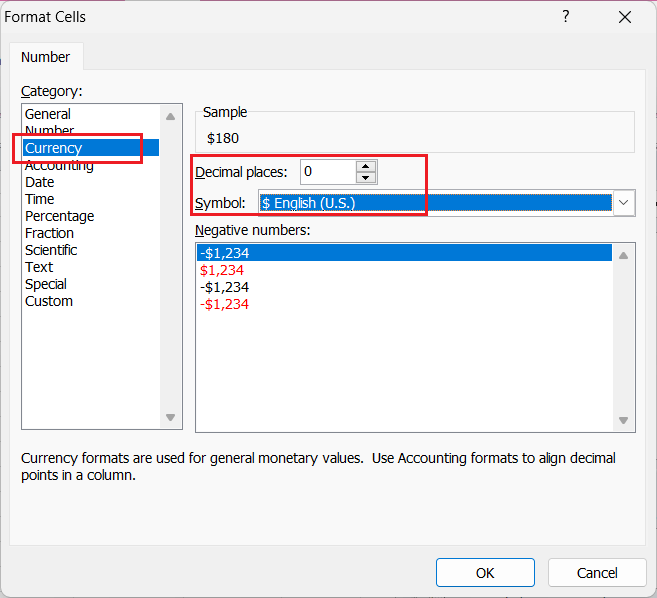 Format Cells ?
Number
Category:
General
Number
Currency
Accounting
Date
Time
Percentage
Fraction
Scientific
Text
Special
Custom
Sample
$180
Decimal places: 0
Symbol: $ English (U.S.)
Negative numbers:
-$1,234
$1,234
-$1,234
-$1,234
Currency formats are used for general monetary values.  Use Accounting formats to align decimal
points in a column.
OK Cancel